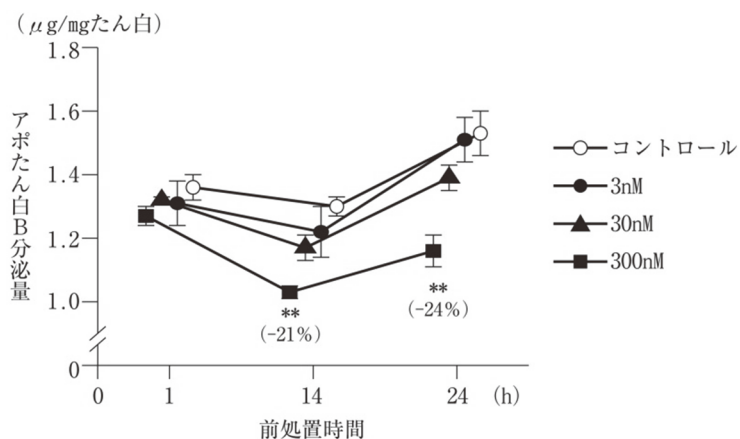 (μg/mgたん白)
1.8
1.6
1.4
1.2
1.0
0
アポたん白B分泌量
コントロール
3nM
30nM
300nM
**
(-21%)
**
(-24%)
0 1 14 24 (h)
前処置時間